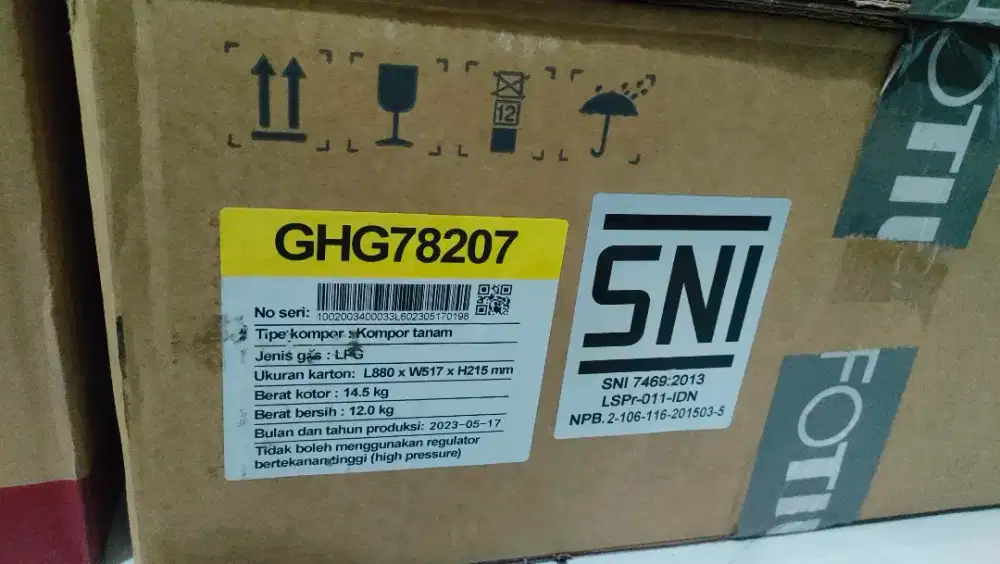 12
GHG78207
No seri:
1002003400033L602305170198
Tipe kompor : Kompor tanam
Jenis gas : LPG
Ukuran karton: L880 x W517 x H215 mm
Berat kotor : 14.5 kg
Berat bersih : 12.0 kg
Bulan dan tahun produksi: 2023-05-17
Tidak boleh menggunakan regulator
bertekanan tinggi (high pressure)
SNI
SNI 7469:2013
LSPr-011-IDN
NPB. 2-106-116-201503-5
FOTI
FOTI